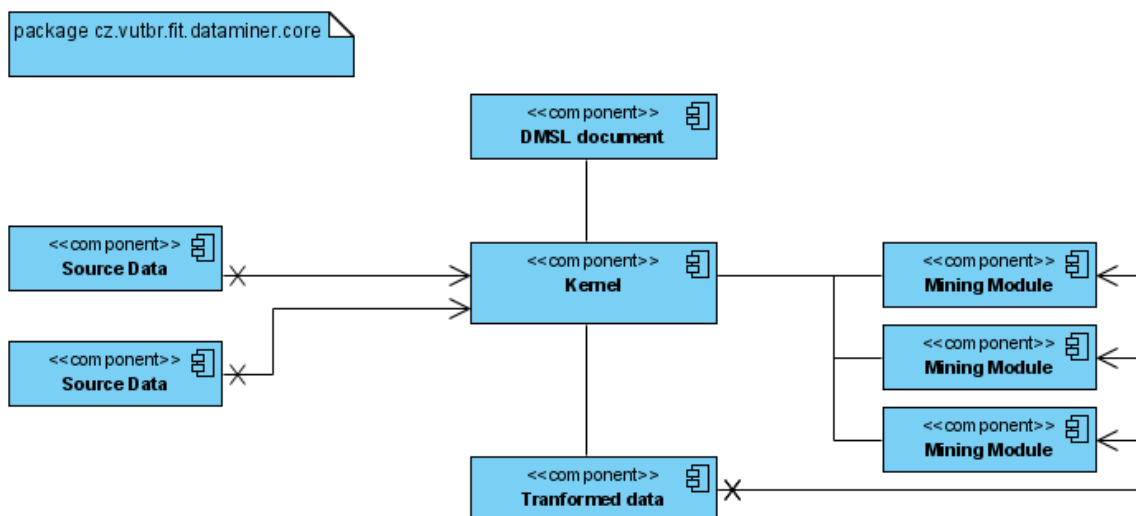 package cz.vutbr.fit.dataminer.core
<<component>>
DMSL document
<<component>>
Source Data
<<component>>
Kernel
<<component>>
Mining Module
<<component>>
Source Data
<<component>>
Mining Module
<<component>>
Mining Module
<<component>>
Tranformed data